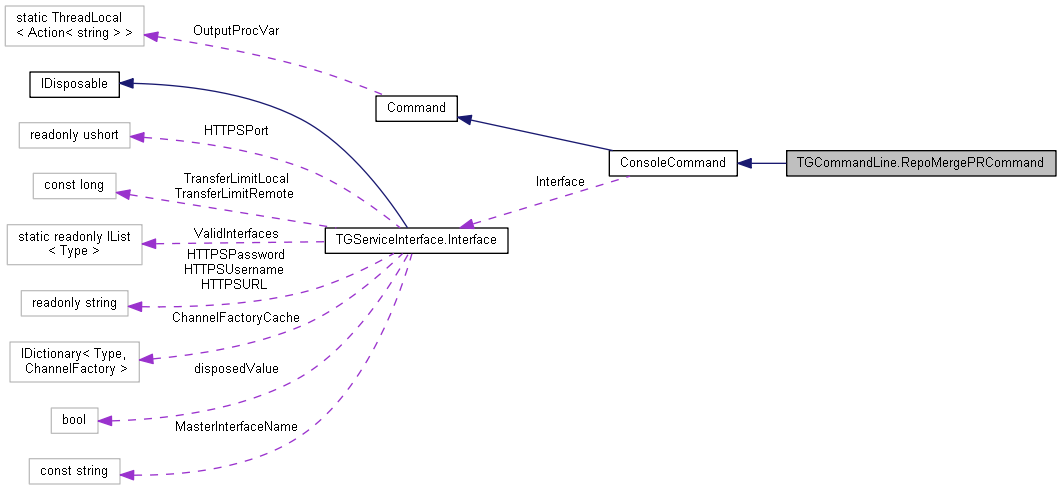 static ThreadLocal
< Action< string > >
OutputProcVar
IDisposable
Command
readonly ushort
HTTPSPort
ConsoleCommand
TGCommandLine.RepoMergePRCommand
const long
TransferLimitLocal
TransferLimitRemote
Interface
static readonly IList
< Type >
ValidInterfaces
TGServiceInterface.Interface
HTTPSPassword
HTTPSUsername
HTTPSURL
readonly string
ChannelFactoryCache
IDictionary< Type,
ChannelFactory >
disposedValue
bool
MasterInterfaceName
const string